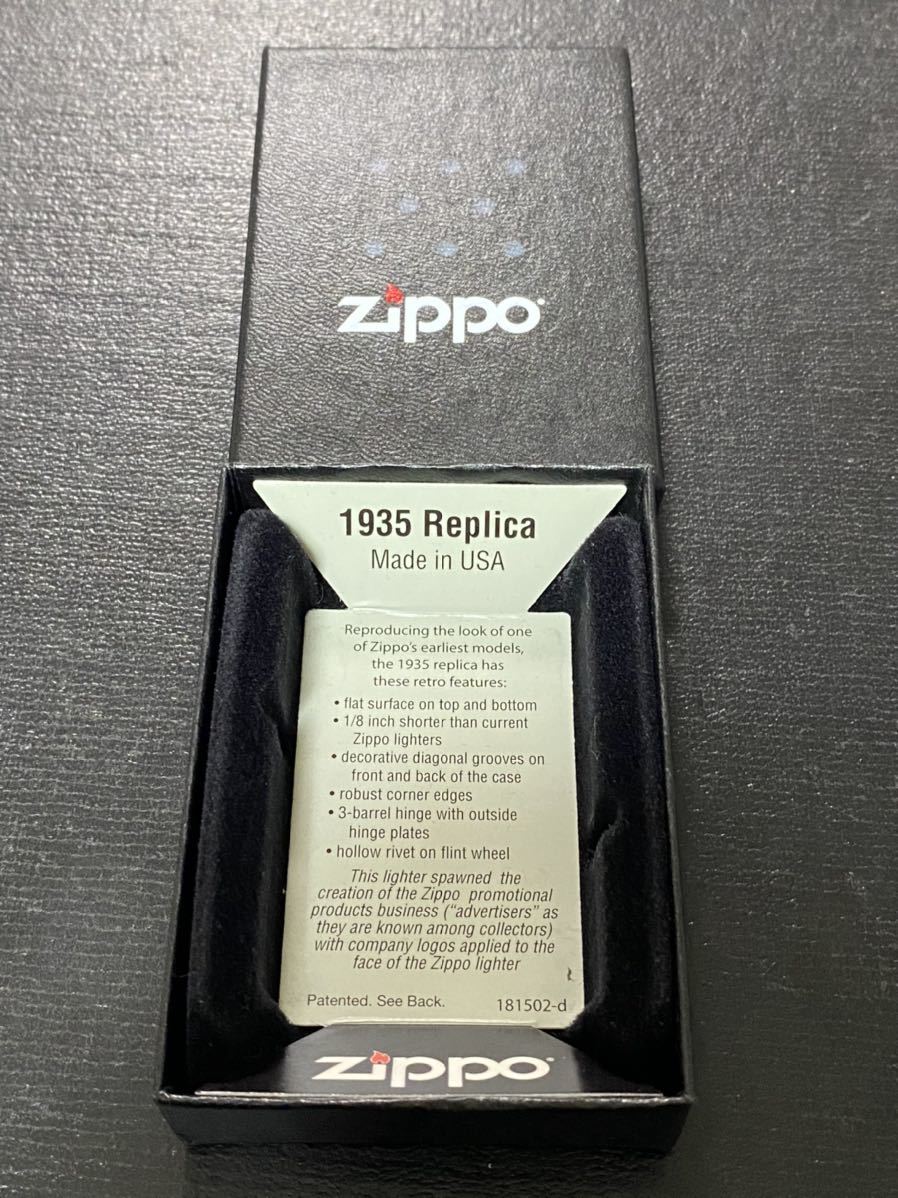 zippo
1935 Replica
Made in USA
Reproducing the look of one
of Zippo's earliest models,
the 1935 replica has
these retro features:
• flat surface on top and bottom
• 1/8 inch shorter than current
Zippo lighters
• decorative diagonal grooves on
front and back of the case
• robust corner edges
• 3-barrel hinge with outside
hinge plates
• hollow rivet on flint wheel
This lighter spawned the
creation of the Zippo promotional
products business ("advertisers" as
they are known among collectors)
with company logos applied to the
face of the Zippo lighter
Patented. See Back. 181502-d
zippo